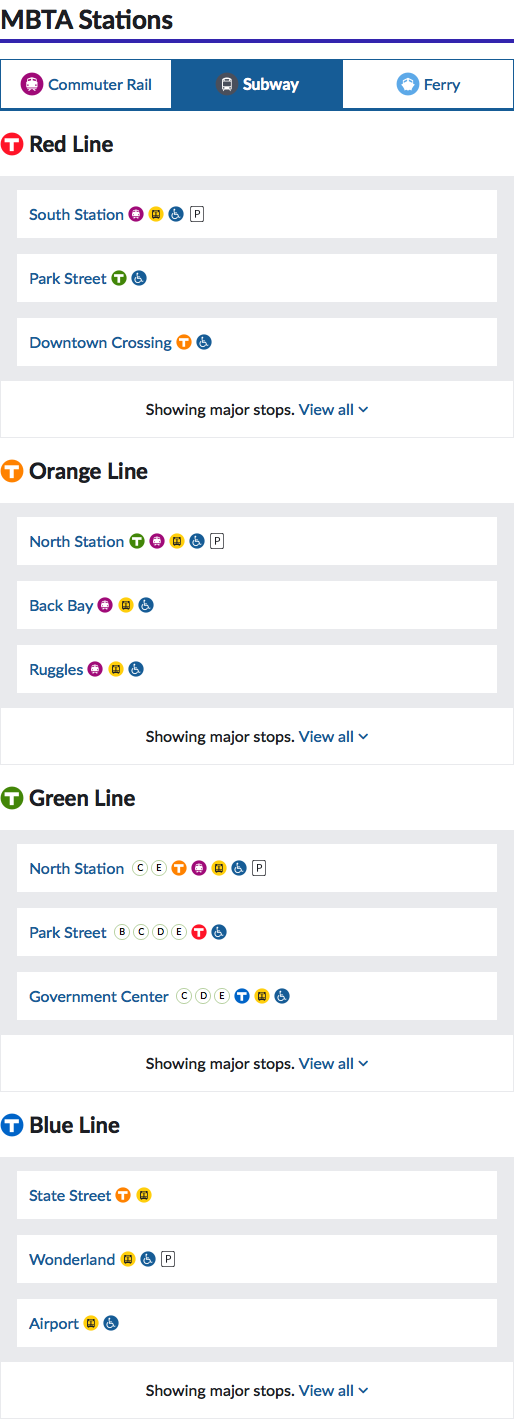 MBTA Stations
Commuter Rail Subway Ferry
T Red Line
South Station P
Park Street T
Downtown Crossing T
Showing major stops. View all
T Orange Line
North Station T P
Back Bay
Ruggles
Showing major stops. View all
T Green Line
North Station C E T P
Park Street B C D E T
Government Center C D E T
Showing major stops. View all
T Blue Line
State Street T
Wonderland P
Airport
Showing major stops. View all